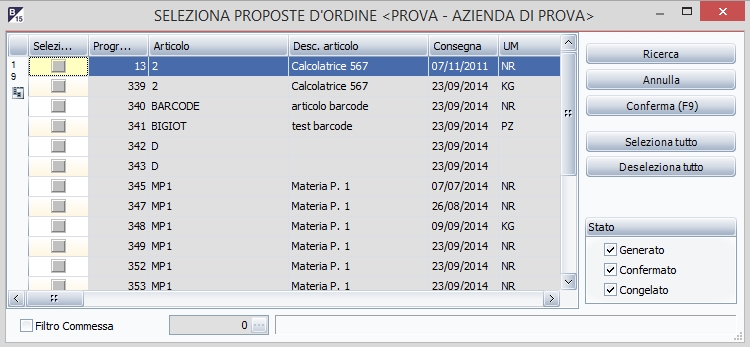 B 15 SELEZIONA PROPOSTE D'ORDINE <PROVA - AZIENDA DI PROVA>
Selezi... Progr... Articolo Desc. articolo Consegna UM
1 13 2 Calcolatrice 567 07/11/2011 NR
9 339 2 Calcolatrice 567 23/09/2014 KG
340 BARCODE articolo barcode 23/09/2014 NR
341 BIGIOT test barcode 23/09/2014 PZ
342 D 23/09/2014
343 D 23/09/2014
345 MP1 Materia P. 1 07/07/2014 NR
347 MP1 Materia P. 1 26/08/2014 NR
348 MP1 Materia P. 1 09/09/2014 KG
349 MP1 Materia P. 1 23/09/2014 NR
352 MP1 Materia P. 1 23/09/2014 NR
353 MP1 Materia P. 1 23/09/2014 NR
Ricerca
Annulla
Conferma (F9)
Seleziona tutto
Deseleziona tutto
Stato
Generato
Confermato
Congelato
Filtro Commessa 0 ...